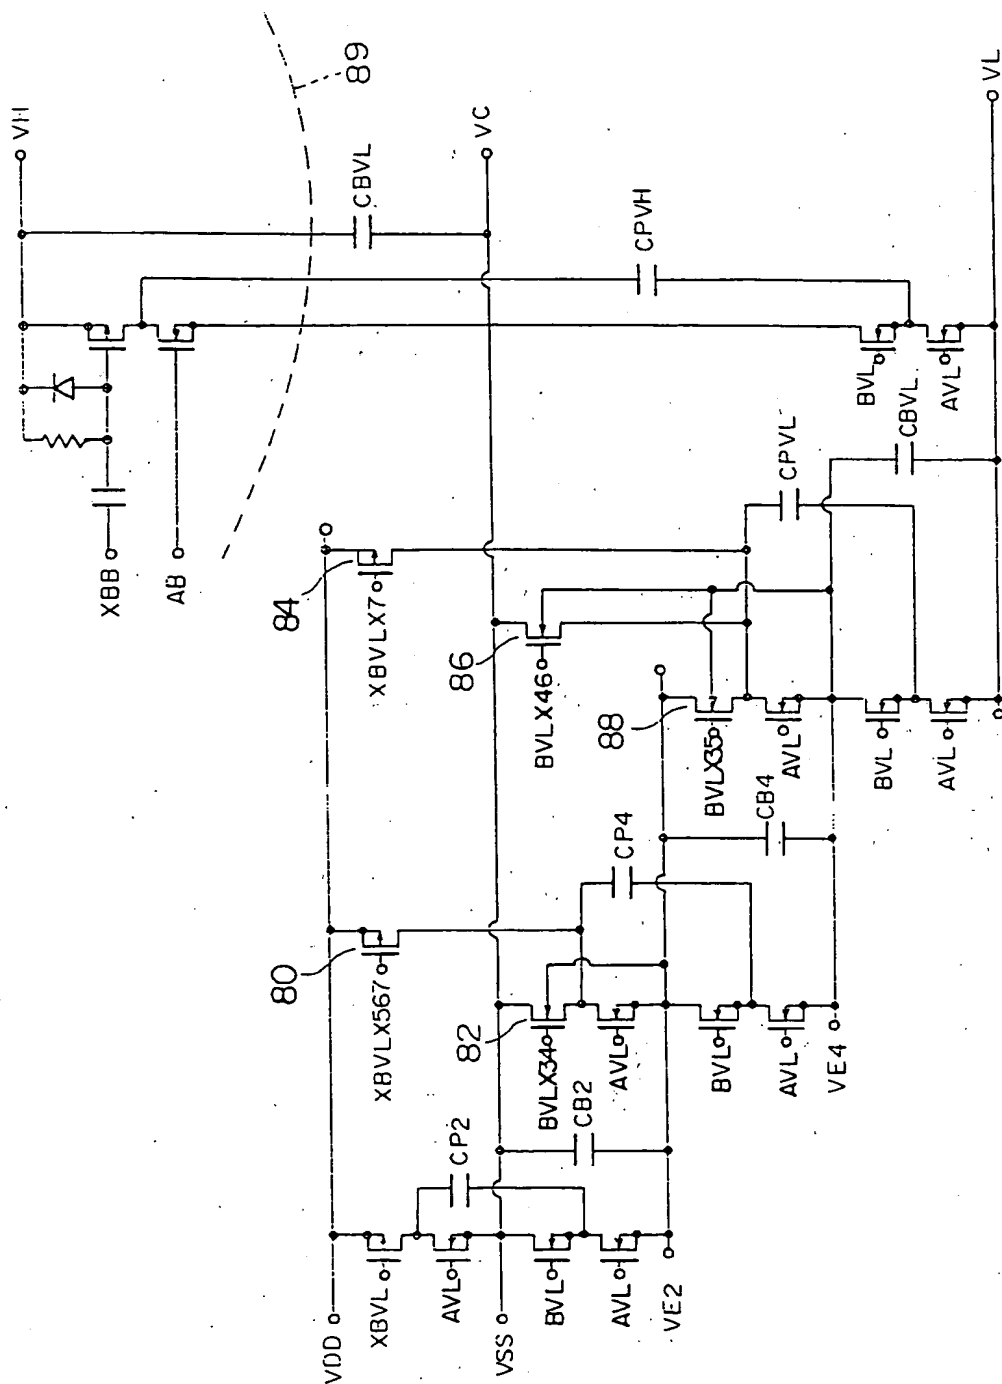 VH
89
CBVL
VC
CPVH
XBB
AB
84
XBVLX7
86
BVLX46
BVL
AVL
VL
CBVL
CPVL
88
BVLX35
AVL
BVL
AVL
80
XBVLX567
CP4
CB4
82
BVLX34
AVL
BVL
AVL
VE4
CP2
CB2
VDD
XBVL
AVL
VSS
BVL
AVL
VE2